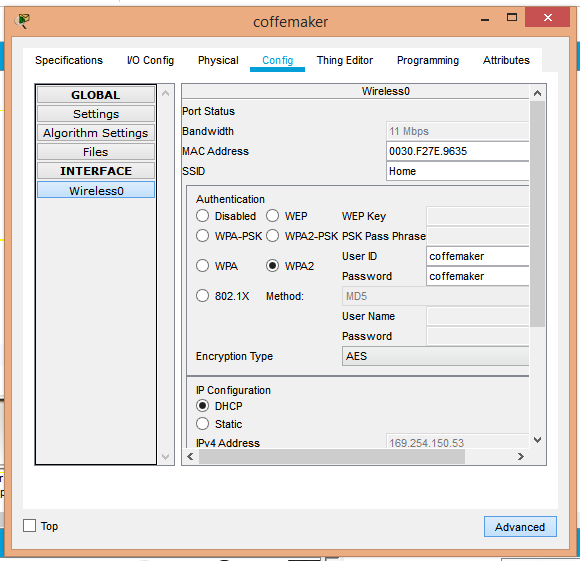 coffemaker
Specifications I/O Config Physical Config Thing Editor Programming Attributes
GLOBAL
Settings
Algorithm Settings
Files
INTERFACE
Wireless0
Wireless0
Port Status
Bandwidth 11 Mbps
MAC Address 0030.F27E.9635
SSID Home
Authentication
Disabled WEP WEP Key
WPA-PSK WPA2-PSK PSK Pass Phrase
User ID coffemaker
WPA WPA2
Password coffemaker
802.1X Method: MD5
User Name
Password
Encryption Type AES
IP Configuration
DHCP
Static
IPv4 Address 169.254.150.53
Top Advanced